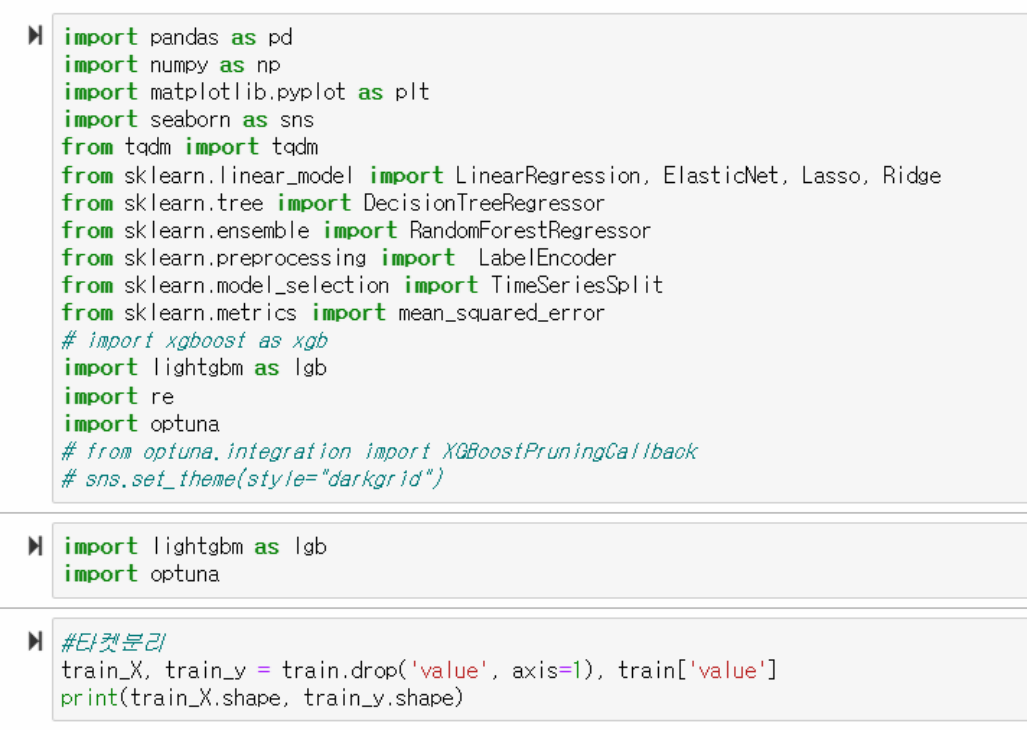 import pandas as pd
import numpy as np
import matplotlib.pyplot as plt
import seaborn as sns
from tqdm import tqdm
from sklearn.linear_model import LinearRegression, ElasticNet, Lasso, Ridge
from sklearn.tree import DecisionTreeRegressor
from sklearn.ensemble import RandomForestRegressor
from sklearn.preprocessing import  LabelEncoder
from sklearn.model_selection import TimeSeriesSplit
from sklearn.metrics import mean_squared_error
# import xgboost as xgb
import lightgbm as lgb
import re
import optuna
# from optuna.integration import XGBoostPruningCallback
# sns.set_theme(style="darkgrid")
import lightgbm as lgb
import optuna
#타켓분리
train_X, train_y = train.drop('value', axis=1), train['value']
print(train_X.shape, train_y.shape)